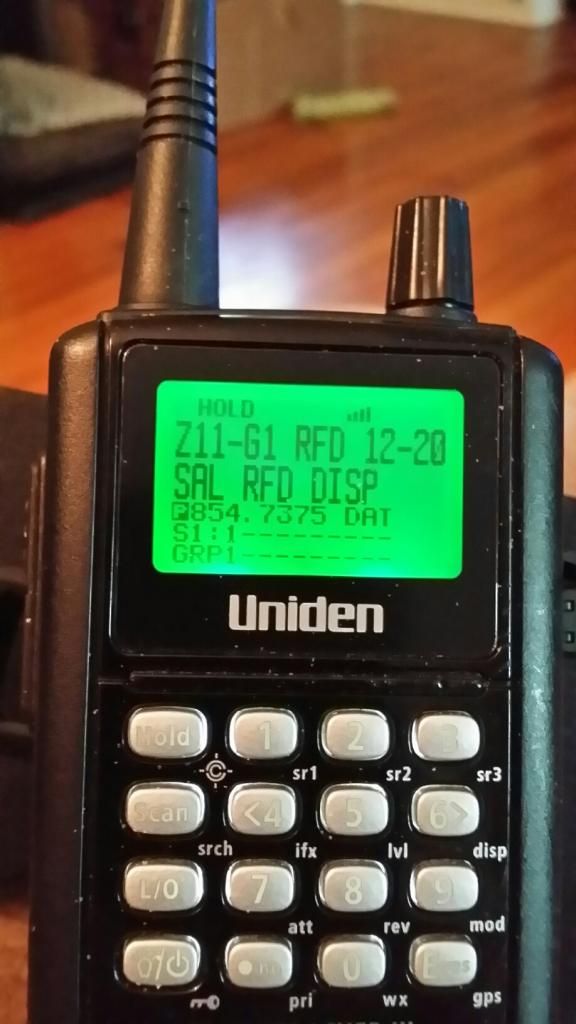 HOLD
Z11-G1 RFD 12-20
SAL RFD DISP
P854.7375 DAT
S1:1---------
GRP1---------
Uniden
Hold 1 2 3
sr1 sr2 sr3
Scan <4 5 6>
srch ifx lvl disp
L/O 7 8 9
att rev mod
0
pri wx gps